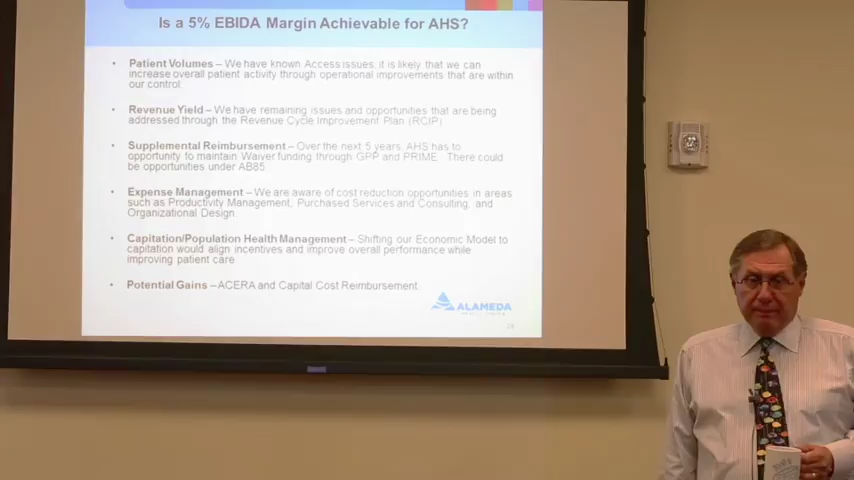 Is a 5% EBIDA Margin Achievable for AHS?
• Patient Volumes – We have known Access issues, it is likely that we can
increase overall patient activity through operational improvements that are within
our control.
• Revenue Yield – We have remaining issues and opportunities that are being
addressed through the Revenue Cycle Improvement Plan (RCIP)
• Supplemental Reimbursement – Over the next 5 years, AHS has to
opportunity to maintain Waiver funding through GPP and PRIME. There could
be opportunities under AB85.
• Expense Management – We are aware of cost reduction opportunities in areas
such as Productivity Management, Purchased Services and Consulting, and
Organizational Design.
• Capitation/Population Health Management – Shifting our Economic Model to
capitation would align incentives and improve overall performance while
improving patient care.
• Potential Gains – ACERA and Capital Cost Reimbursement
ALAMEDA